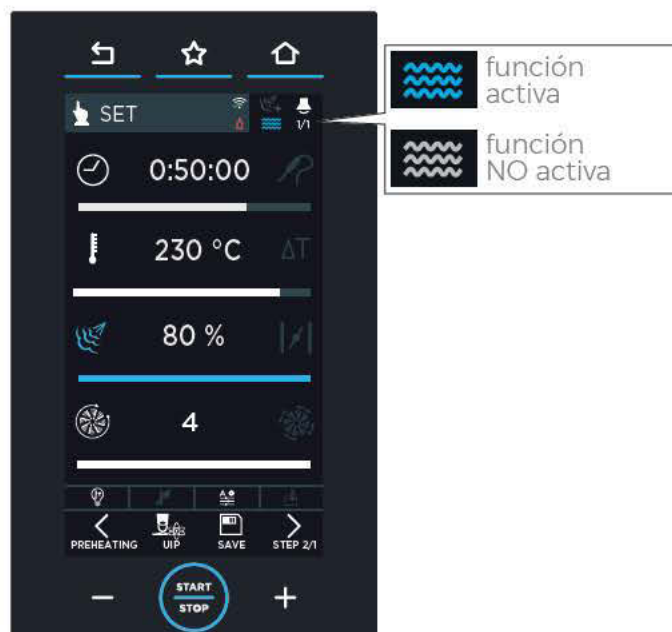 SET
1/1
función
activa
función
NO activa
0:50:00
230 °C
ΔT
80 %
4
PREHEATING
UIP
SAVE
STEP 2/1
START
STOP